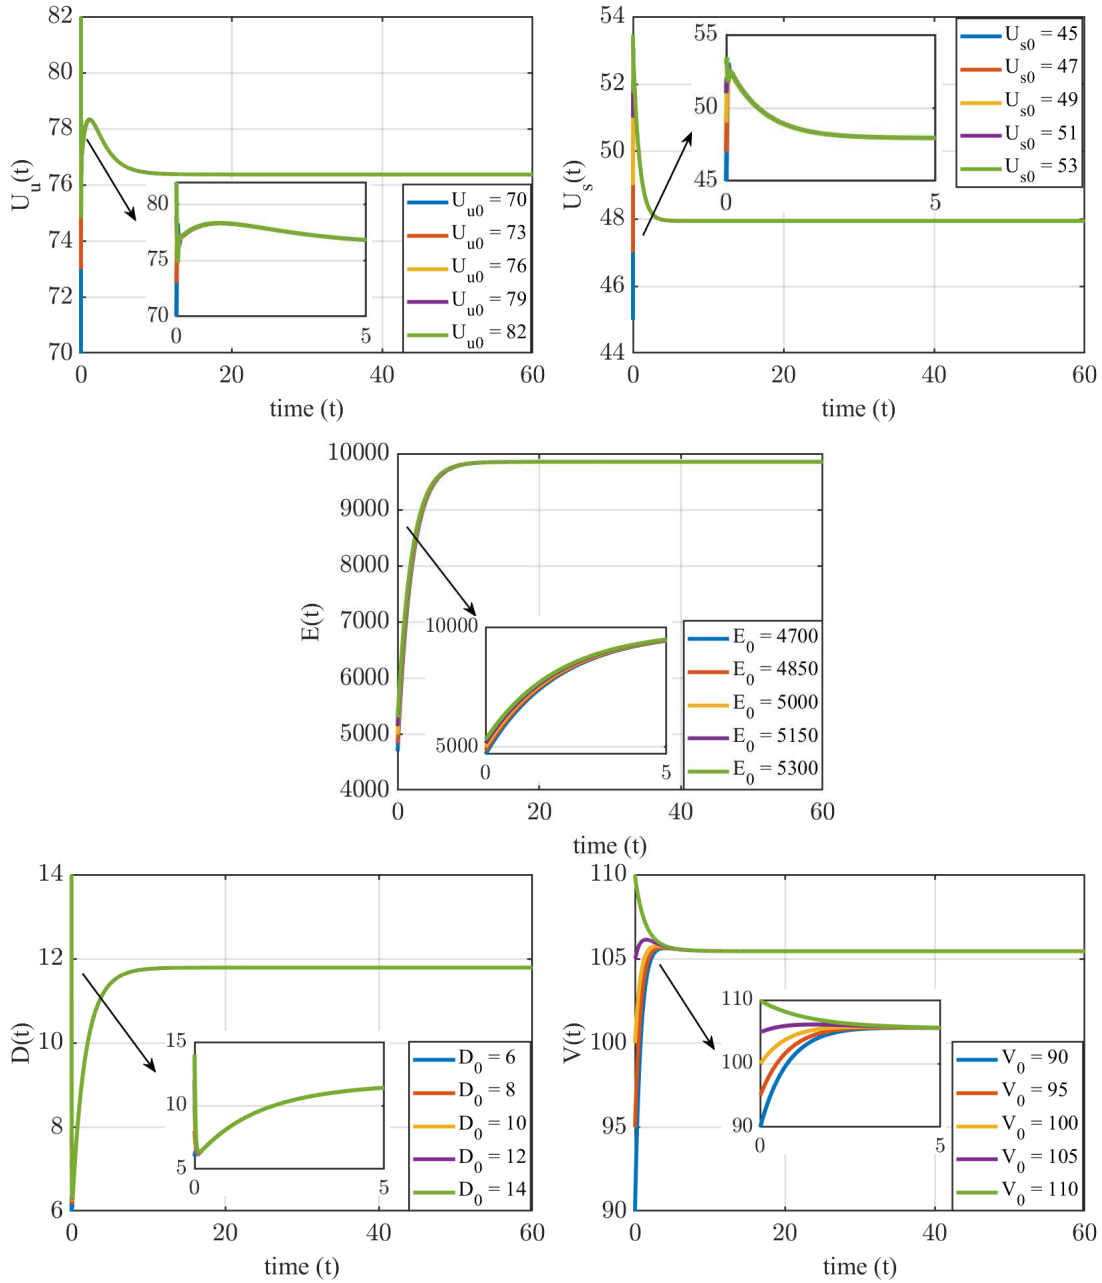 82
80
78
76
74
72
70
U_u(t)
0
20
40
60
time (t)
80
75
70
0
5
U_u0 = 70
U_u0 = 73
U_u0 = 76
U_u0 = 79
U_u0 = 82
54
52
50
48
46
44
U_s(t)
0
20
40
60
time (t)
55
50
45
0
5
U_s0 = 45
U_s0 = 47
U_s0 = 49
U_s0 = 51
U_s0 = 53
10000
9000
8000
7000
6000
5000
4000
E(t)
0
20
40
60
time (t)
10000
5000
0
5
E_0 = 4700
E_0 = 4850
E_0 = 5000
E_0 = 5150
E_0 = 5300
14
12
10
8
6
D(t)
0
20
40
60
time (t)
15
10
5
0
5
D_0 = 6
D_0 = 8
D_0 = 10
D_0 = 12
D_0 = 14
110
105
100
95
90
V(t)
0
20
40
60
time (t)
110
100
90
0
5
V_0 = 90
V_0 = 95
V_0 = 100
V_0 = 105
V_0 = 110